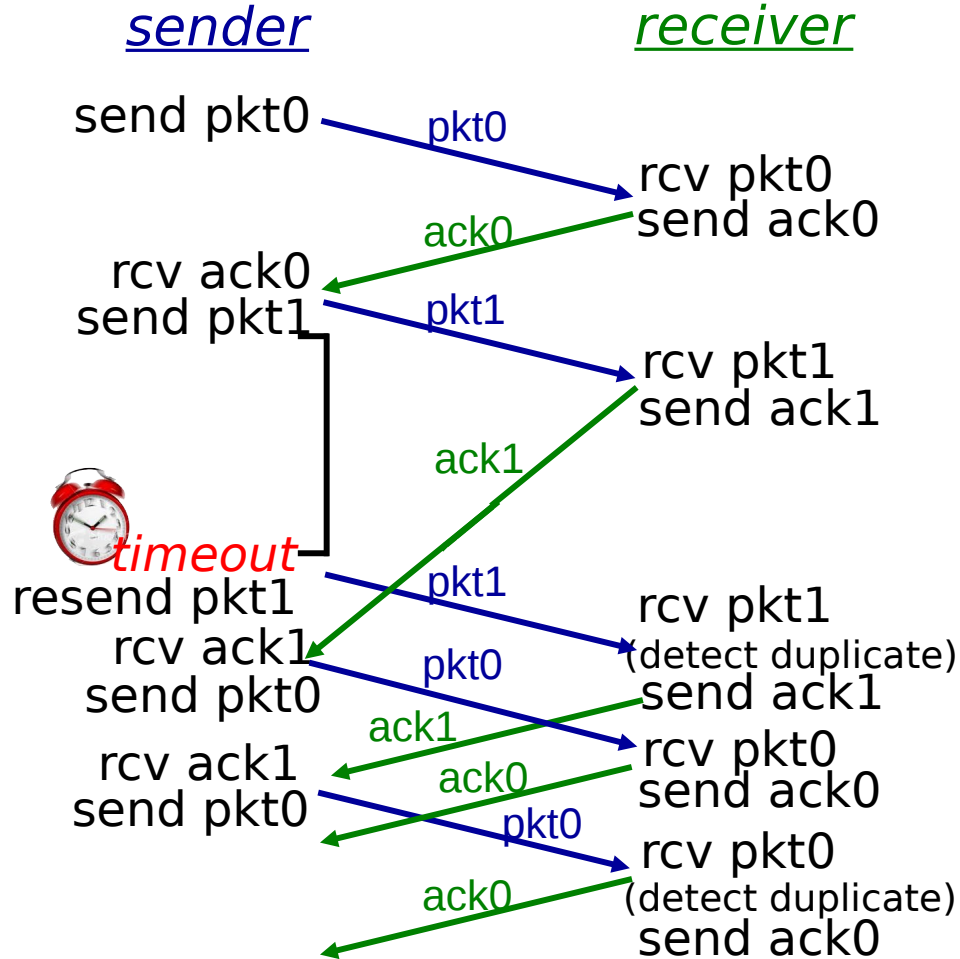 sender receiver
send pkt0
pkt0
rcv pkt0
send ack0
ack0
rcv ack0
send pkt1
pkt1
rcv pkt1
send ack1
ack1
timeout
resend pkt1
pkt1
rcv pkt1
(detect duplicate)
send ack1
rcv ack1
send pkt0
pkt0
ack1
rcv pkt0
send ack0
rcv ack1
send pkt0
ack0
pkt0
rcv pkt0
(detect duplicate)
send ack0
ack0